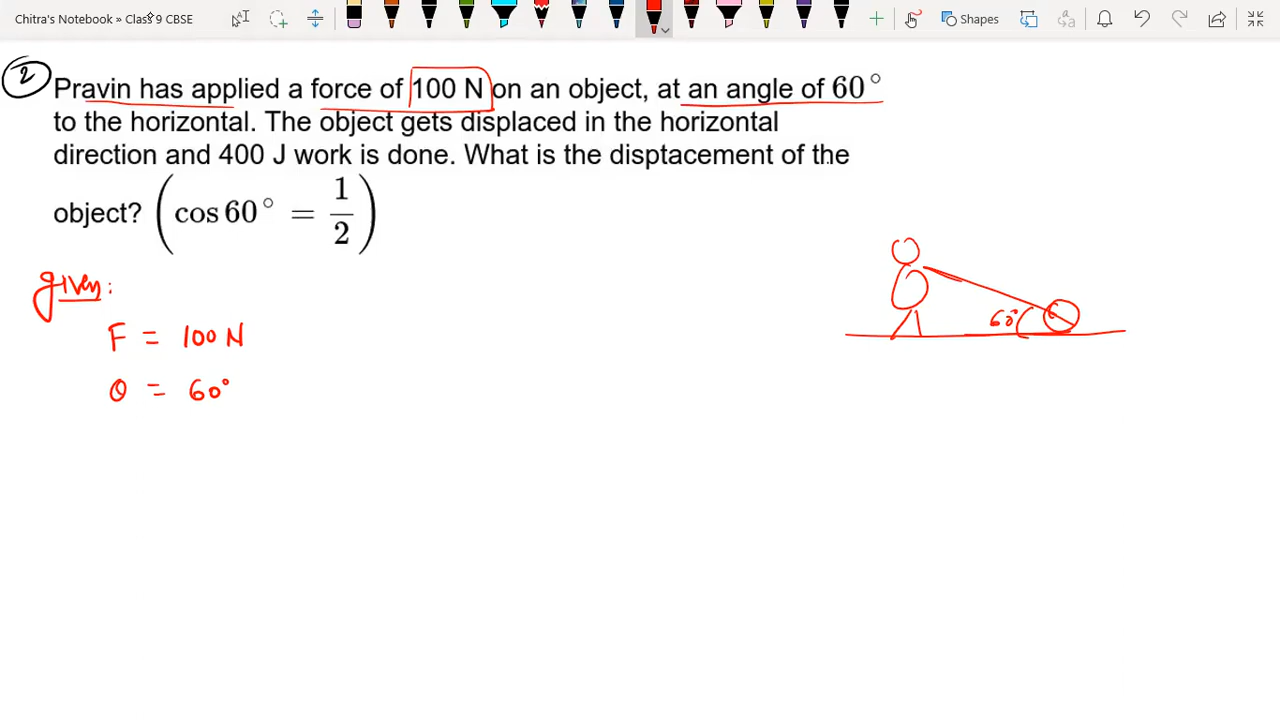 Chitra's Notebook » Class 9 CBSE
Shapes
2
Pravin has applied a force of 100 N on an object, at an angle of 60°
to the horizontal. The object gets displaced in the horizontal
direction and 400 J work is done. What is the disptacement of the
object? (cos 60° = 1/2)
given:
F = 100 N
θ = 60°
60°